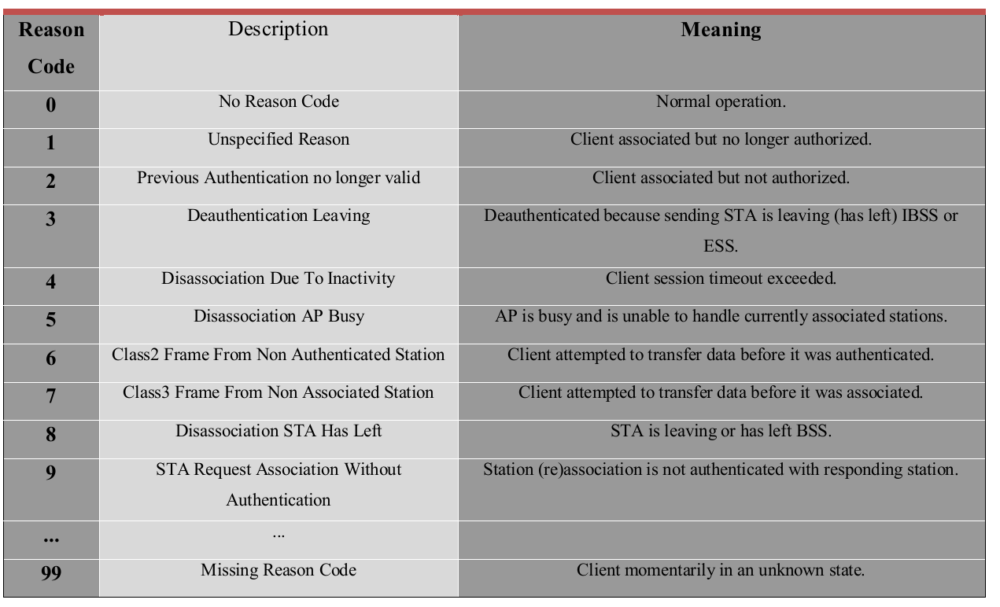 Reason Code Description Meaning
0 No Reason Code Normal operation.
1 Unspecified Reason Client associated but no longer authorized.
2 Previous Authentication no longer valid Client associated but not authorized.
3 Deauthentication Leaving Deauthenticated because sending STA is leaving (has left) IBSS or
ESS.
4 Disassociation Due To Inactivity Client session timeout exceeded.
5 Disassociation AP Busy AP is busy and is unable to handle currently associated stations.
6 Class2 Frame From Non Authenticated Station Client attempted to transfer data before it was authenticated.
7 Class3 Frame From Non Associated Station Client attempted to transfer data before it was associated.
8 Disassociation STA Has Left STA is leaving or has left BSS.
9 STA Request Association Without Station (re)association is not authenticated with responding station.
Authentication
... ...
99 Missing Reason Code Client momentarily in an unknown state.